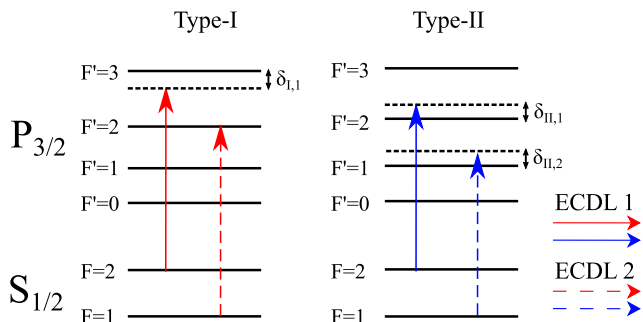 Type-I
Type-II
F'=3
δI,1
F'=2
P3/2
F'=1
F'=0
F=2
S1/2
F=1
F'=3
δII,1
F'=2
δII,2
F'=1
F'=0
F=2
F=1
ECDL 1
ECDL 2